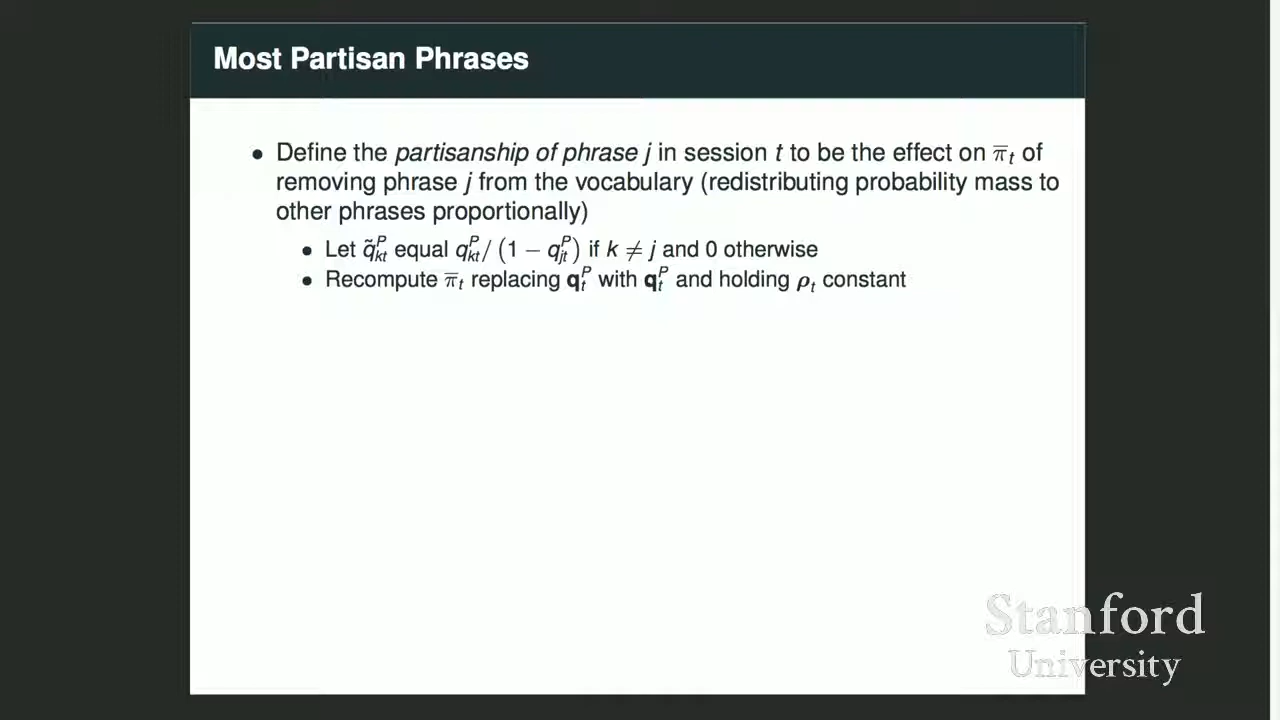 Most Partisan Phrases
• Define the partisanship of phrase j in session t to be the effect on π̅ₜ of
removing phrase j from the vocabulary (redistributing probability mass to
other phrases proportionally)
• Let q̃ᴾₖₜ equal qᴾₖₜ/ (1 − qᴾⱼₜ) if k ≠ j and 0 otherwise
• Recompute π̅ₜ replacing qᴾₜ with qᴾₜ and holding ρₜ constant
Stanford
University